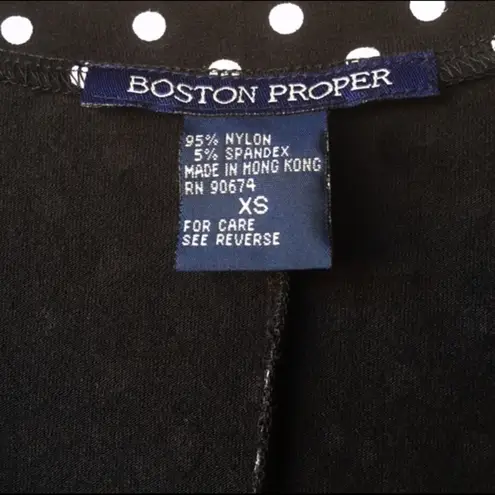 BOSTON PROPER
95% NYLON
5% SPANDEX
MADE IN HONG KONG
RN 90674
XS
FOR CARE
SEE REVERSE